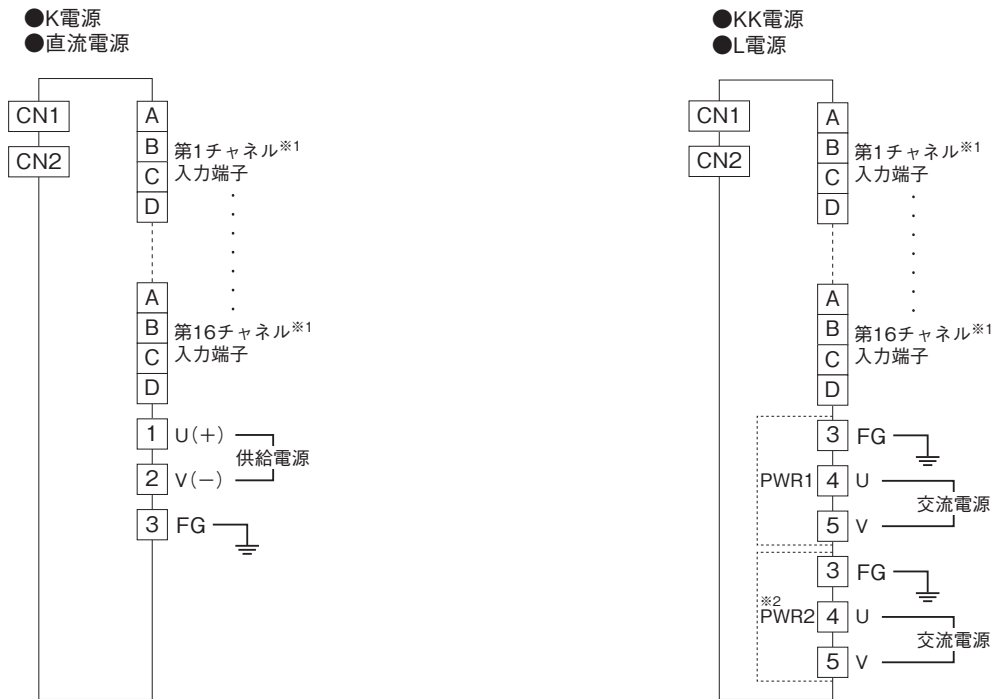 ●K電源
●直流電源
CN1
CN2
A
B
C
D
第1チャネル※1
入力端子
A
B
C
D
第16チャネル※1
入力端子
1 U(+)
供給電源
2 V(−)
3 FG
●KK電源
●L電源
CN1
CN2
A
B
C
D
第1チャネル※1
入力端子
A
B
C
D
第16チャネル※1
入力端子
3 FG
PWR1 4 U
交流電源
5 V
3 FG
※2
PWR2 4 U
交流電源
5 V